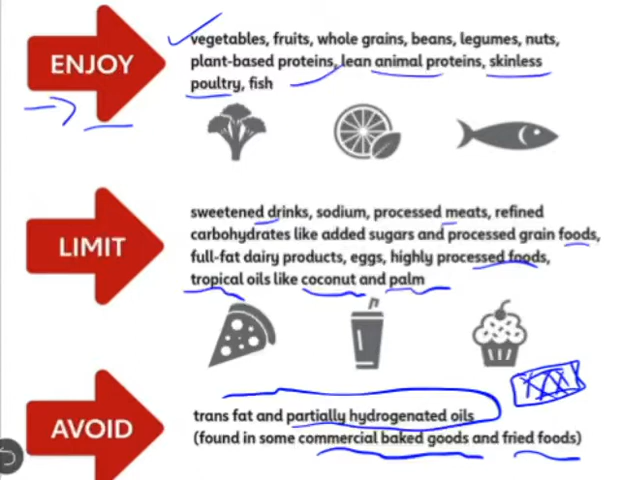 ENJOY
vegetables, fruits, whole grains, beans, legumes, nuts,
plant-based proteins, lean animal proteins, skinless
poultry, fish
LIMIT
sweetened drinks, sodium, processed meats, refined
carbohydrates like added sugars and processed grain foods,
full-fat dairy products, eggs, highly processed foods,
tropical oils like coconut and palm
AVOID
trans fat and partially hydrogenated oils
(found in some commercial baked goods and fried foods)